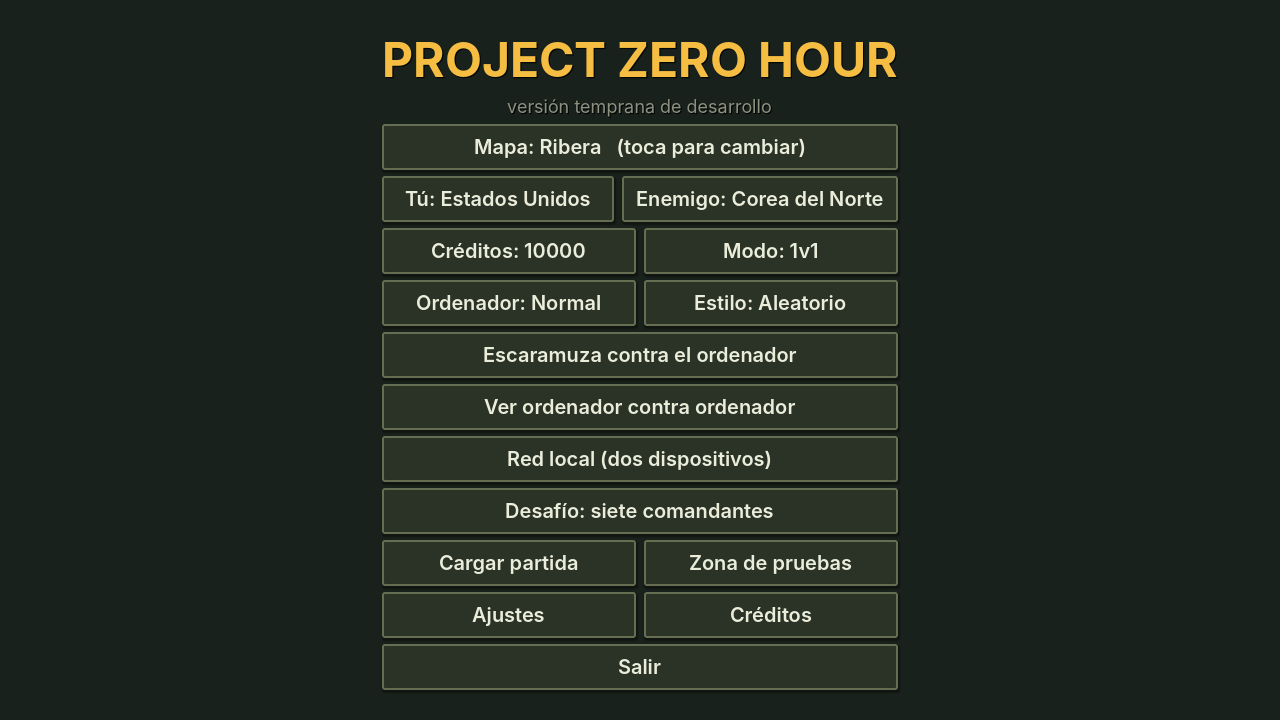 PROJECT ZERO HOUR
versión temprana de desarrollo
Mapa: Ribera (toca para cambiar)
Tú: Estados Unidos
Enemigo: Corea del Norte
Créditos: 10000
Modo: 1v1
Ordenador: Normal
Estilo: Aleatorio
Escaramuza contra el ordenador
Ver ordenador contra ordenador
Red local (dos dispositivos)
Desafío: siete comandantes
Cargar partida
Zona de pruebas
Ajustes
Créditos
Salir